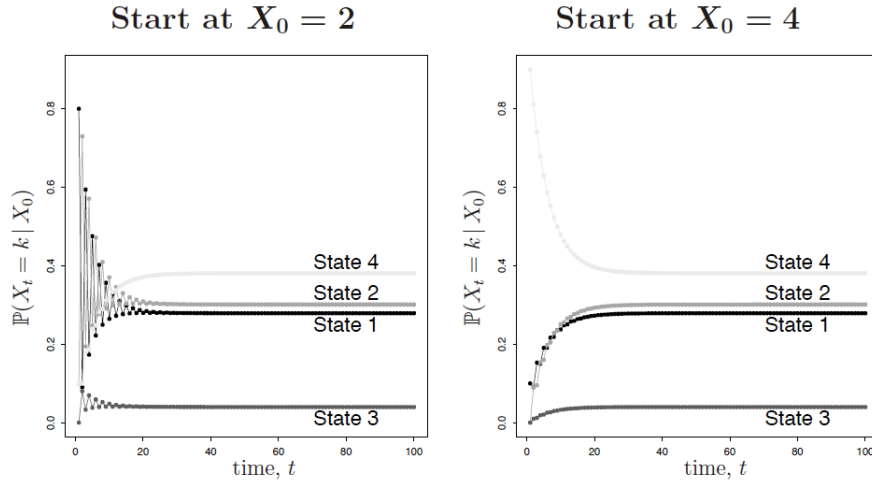 Start at X₀ = 2
ℙ(X_t = k | X₀)
0.8
0.6
0.4
0.2
0.0
State 4
State 2
State 1
State 3
0 20 40 60 80 100
time, t
Start at X₀ = 4
ℙ(X_t = k | X₀)
0.8
0.6
0.4
0.2
0.0
State 4
State 2
State 1
State 3
0 20 40 60 80 100
time, t